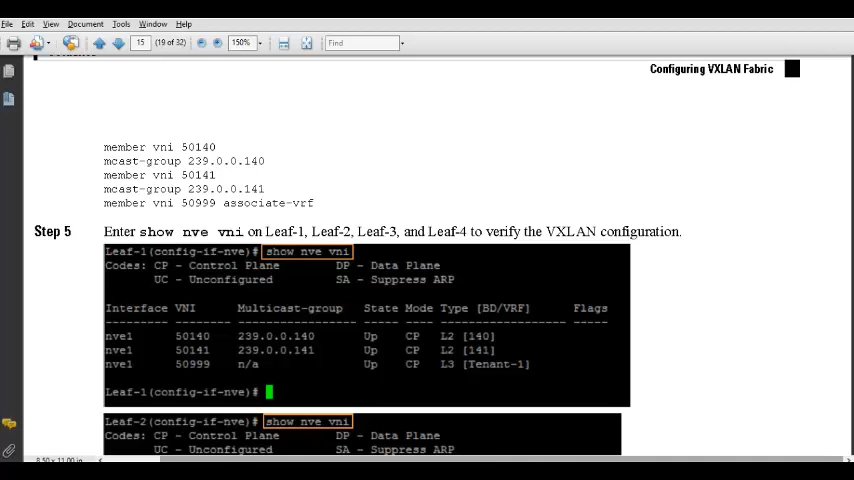 File Edit View Document Tools Window Help
15 (19 of 32) 150% Find
Configuring VXLAN Fabric
member vni 50140
mcast-group 239.0.0.140
member vni 50141
mcast-group 239.0.0.141
member vni 50999 associate-vrf
Step 5 Enter show nve vni on Leaf-1, Leaf-2, Leaf-3, and Leaf-4 to verify the VXLAN configuration.
Leaf-1(config-if-nve)# show nve vni
Codes: CP - Control Plane DP - Data Plane
UC - Unconfigured SA - Suppress ARP
Interface VNI Multicast-group State Mode Type [BD/VRF] Flags
--------- -------- ----------------- ----- ---- ------------------ -----
nve1 50140 239.0.0.140 Up CP L2 [140]
nve1 50141 239.0.0.141 Up CP L2 [141]
nve1 50999 n/a Up CP L3 [Tenant-1]
Leaf-1(config-if-nve)#
Leaf-2(config-if-nve)# show nve vni
Codes: CP - Control Plane DP - Data Plane
UC - Unconfigured SA - Suppress ARP
8.50 x 11.00 in